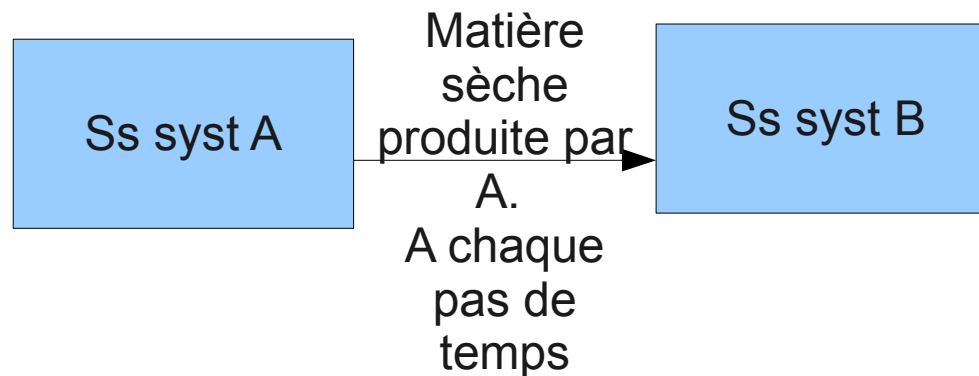 Ss syst A
Matière
sèche
produite par
A.
A chaque
pas de
temps
Ss syst B